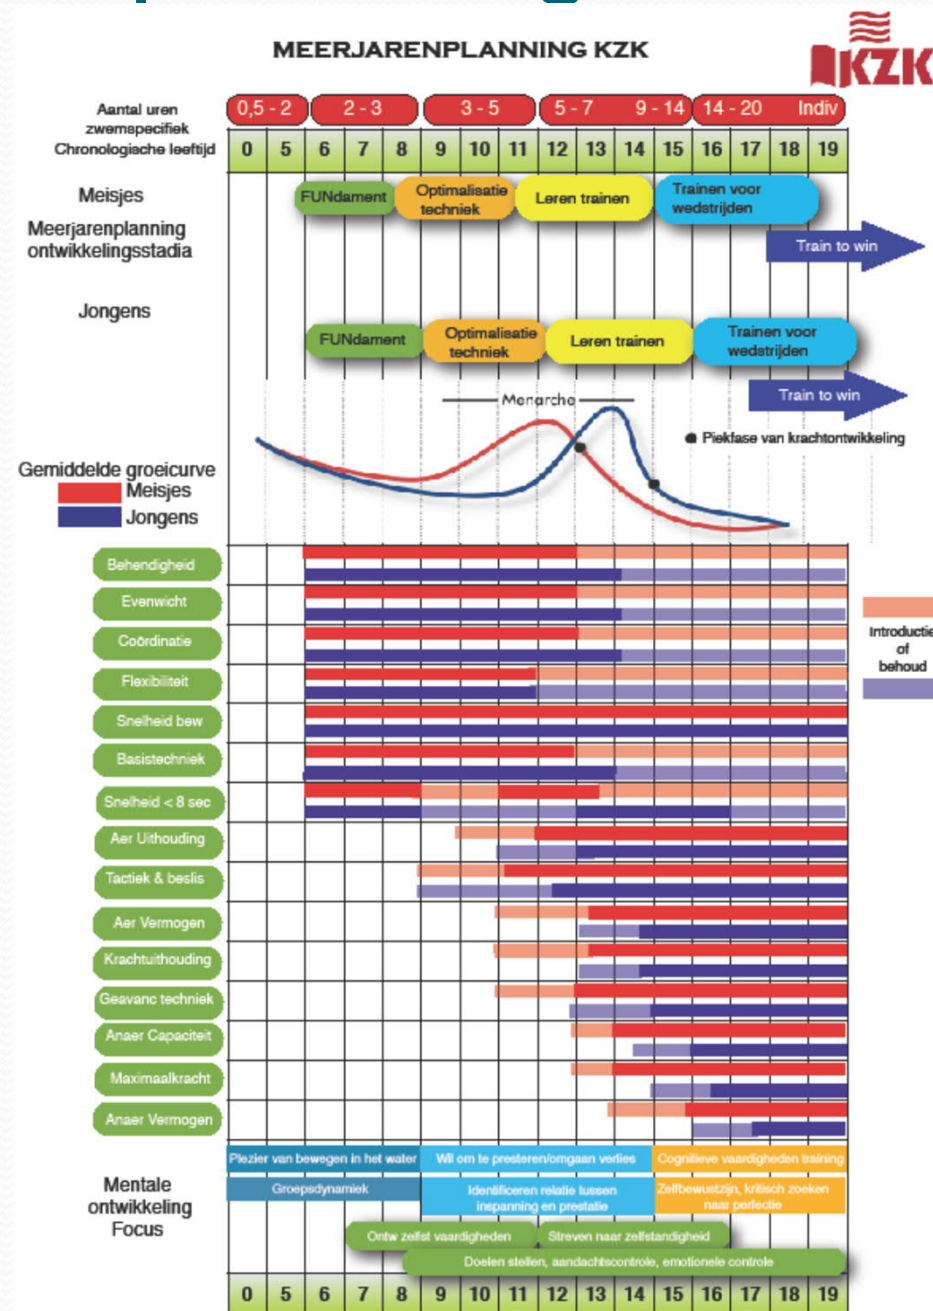 MEERJARENPLANNING KZK
KZK
Aantal uren
zwemspecifiek
0,5 - 2 2 - 3 3 - 5 5 - 7 9 - 14 14 - 20 Indiv
Chronologische leeftijd
0 5 6 7 8 9 10 11 12 13 14 15 16 17 18 19
Meisjes
FUNdament
Optimalisatie
techniek
Leren trainen
Trainen voor
wedstrijden
Meerjarenplanning
ontwikkelingsstadia
Train to win
Jongens
FUNdament
Optimalisatie
techniek
Leren trainen
Trainen voor
wedstrijden
Train to win
Menarche
Piekfase van krachtontwikkeling
Gemiddelde groeicurve
Meisjes
Jongens
Behendigheid
Evenwicht
Coördinatie
Flexibiliteit
Snelheid bew
Basistechniek
Snelheid < 8 sec
Aer Uithouding
Tactiek & beslis
Aer Vermogen
Krachtuithouding
Geavanc techniek
Anaer Capaciteit
Maximaalkracht
Anaer Vermogen
Introductie
of
behoud
Mentale
ontwikkeling
Focus
Plezier van bewegen in het water
Wil om te presteren/omgaan verlies
Cognitieve vaardigheden training
Groepsdynamiek
Identificeren relatie tussen
inspanning en prestatie
Zelfbewustzijn, kritisch zoeken
naar perfectie
Ontw zelfst vaardigheden
Streven naar zelfstandigheid
Doelen stellen, aandachtscontrole, emotionele controle
0 5 6 7 8 9 10 11 12 13 14 15 16 17 18 19